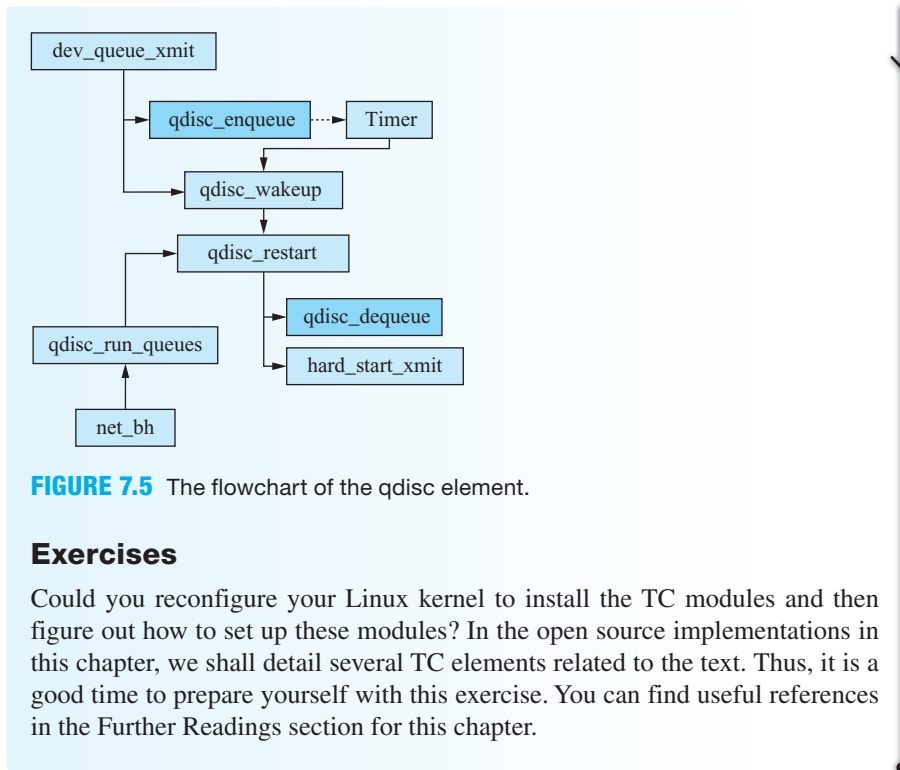 dev_queue_xmit
qdisc_enqueue
Timer
qdisc_wakeup
qdisc_restart
qdisc_dequeue
qdisc_run_queues
hard_start_xmit
net_bh
FIGURE 7.5 The flowchart of the qdisc element.
Exercises
Could you reconfigure your Linux kernel to install the TC modules and then
figure out how to set up these modules? In the open source implementations in
this chapter, we shall detail several TC elements related to the text. Thus, it is a
good time to prepare yourself with this exercise. You can find useful references
in the Further Readings section for this chapter.